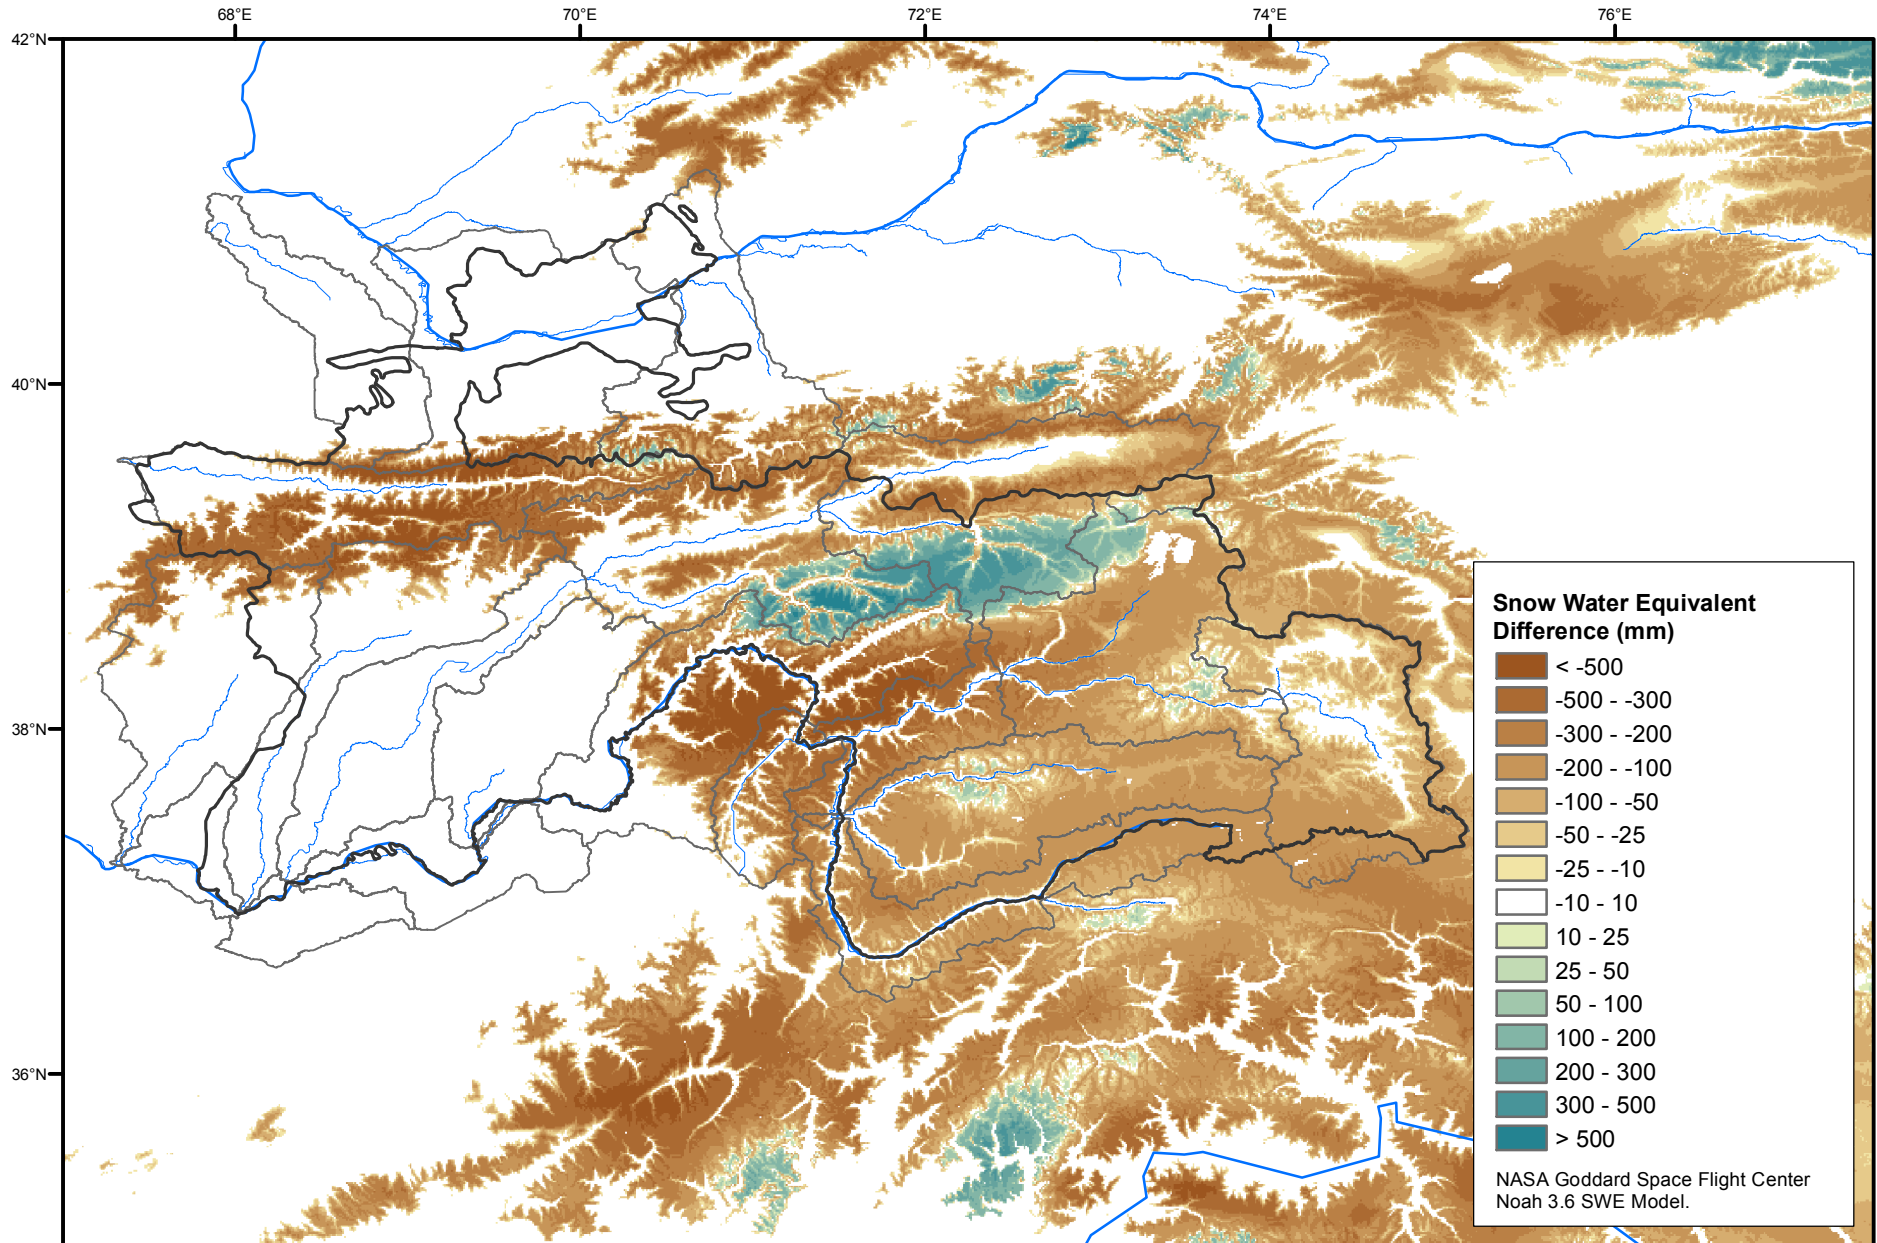 68°E
70°E
72°E
74°E
76°E
42°N
40°N
38°N
36°N
Snow Water Equivalent
Difference (mm)
< -500
-500 - -300
-300 - -200
-200 - -100
-100 - -50
-50 - -25
-25 - -10
-10 - 10
10 - 25
25 - 50
50 - 100
100 - 200
200 - 300
300 - 500
> 500
NASA Goddard Space Flight Center
Noah 3.6 SWE Model.